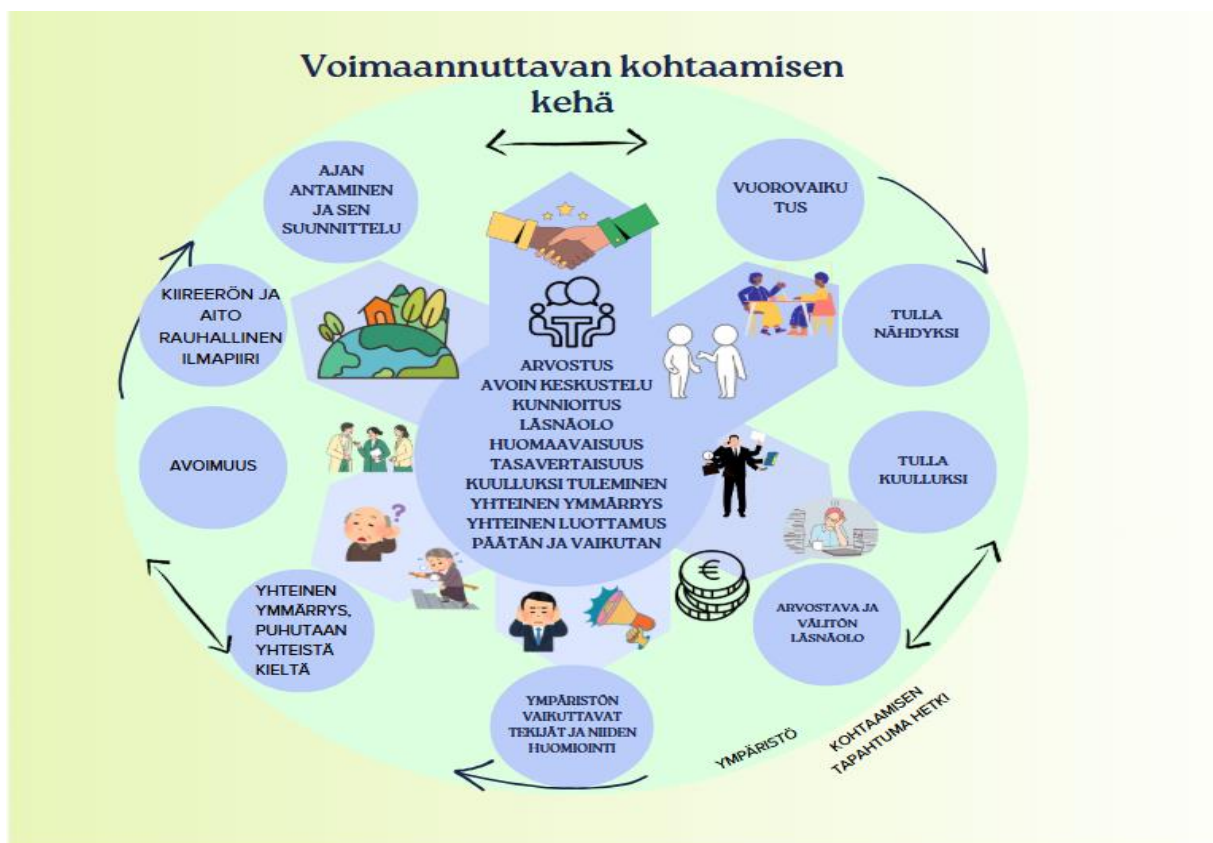 Voimaannuttavan kohtaamisen
kehä
AJAN
ANTAMINEN
JA SEN
SUUNNITTELU
VUOROVAIKU
TUS
KIIREERÖN JA
AITO
RAUHALLINEN
ILMAPIIRI
TULLA
NÄHDYKSI
ARVOSTUS
AVOIN KESKUSTELU
KUNNIOITUS
LÄSNÄOLO
HUOMAAVAISUUS
TASAVERTAISUUS
KUULLUKSI TULEMINEN
YHTEINEN YMMÄRRYS
YHTEINEN LUOTTAMUS
PÄÄTÄN JA VAIKUTAN
AVOIMUUS
TULLA
KUULLUKSI
?
€
YHTEINEN
YMMÄRRYS,
PUHUTAAN
YHTEISTÄ
KIELTÄ
ARVOSTAVA JA
VÄLITÖN
LÄSNÄOLO
YMPÄRISTÖN
VAIKUTTAVAT
TEKIJÄT JA NIIDEN
HUOMIOINTI
YMPÄRISTÖ
KOHTAAMISEN
TAPAHTUMA HETKI